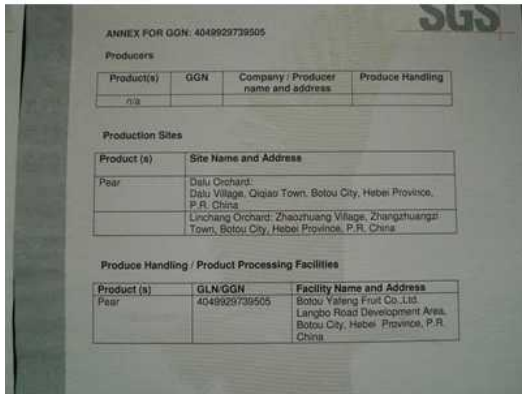 SGS
ANNEX FOR GGN: 4049929739505
Producers
Product(s) GGN Company / Producer name and address Produce Handling
n/a
Production Sites
Product (s) Site Name and Address
Pear Dalu Orchard:
Dalu Village, Qiqiao Town, Botou City, Hebei Province,
P.R. China
Linchang Orchard: Zhaozhuang Village, Zhangzhuangzi
Town, Botou City, Hebei Province, P.R. China
Produce Handling / Product Processing Facilities
Product (s) GLN/GGN Facility Name and Address
Pear 4049929739505 Botou Yafeng Fruit Co.,Ltd.
Langbo Road Development Area,
Botou City, Hebei Province, P.R.
China